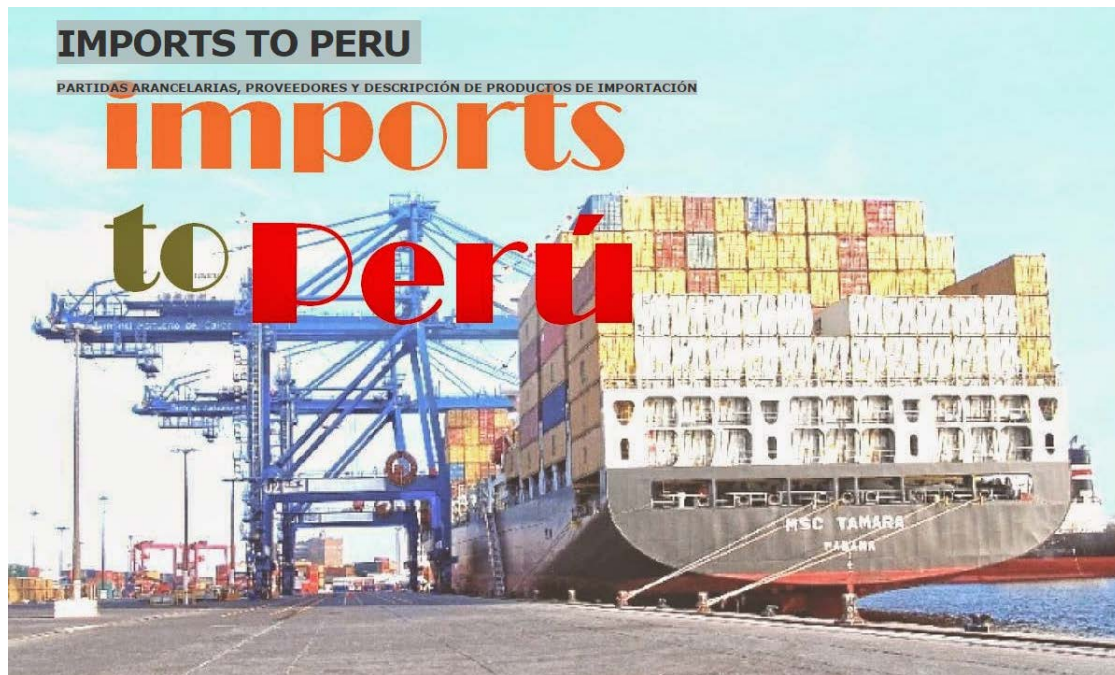 IMPORTS TO PERU
PARTIDAS ARANCELARIAS, PROVEEDORES Y DESCRIPCIÓN DE PRODUCTOS DE IMPORTACIÓN
imports
to Perú
MSC TAMARA
PANAMA